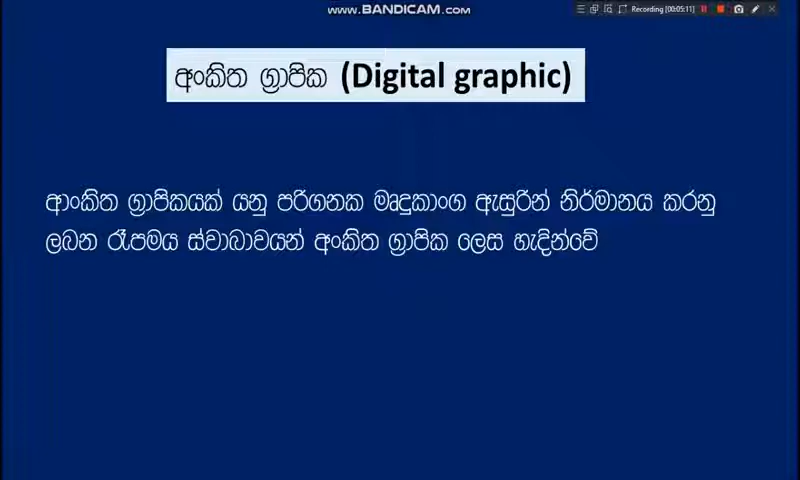 www.BANDICAM.com
Recording [00:05:11]
අංකිත ග්‍රාපික (Digital graphic)
ආංකිත ග්‍රාපිකයක් යනු පරිගනක මෘදුකාංග ඇසුරින් නිර්මානය කරනු
ලබන රූපමය ස්වාබාවයන් අංකිත ග්‍රාපික ලෙස හැදින්වේ